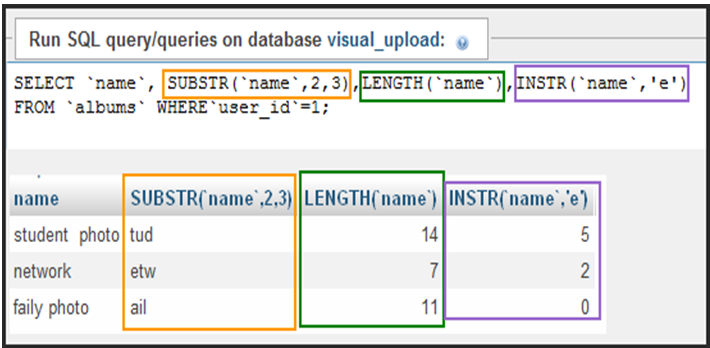 Run SQL query/queries on database visual_upload:
SELECT `name`, SUBSTR(`name`,2,3),LENGTH(`name`),INSTR(`name`,'e')
FROM `albums` WHERE`user_id`=1;
name SUBSTR(`name`,2,3) LENGTH(`name`) INSTR(`name`,'e')
student  photo tud 14 5
network etw 7 2
faily photo ail 11 0